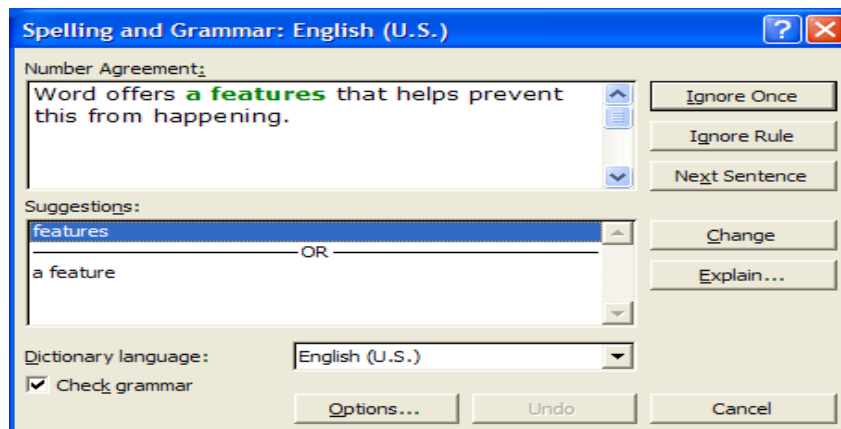 Spelling and Grammar: English (U.S.)
Number Agreement:
Word offers a features that helps prevent
this from happening.
Ignore Once
Ignore Rule
Next Sentence
Suggestions:
features
OR
a feature
Change
Explain...
Dictionary language:
English (U.S.)
Check grammar
Options...
Undo
Cancel